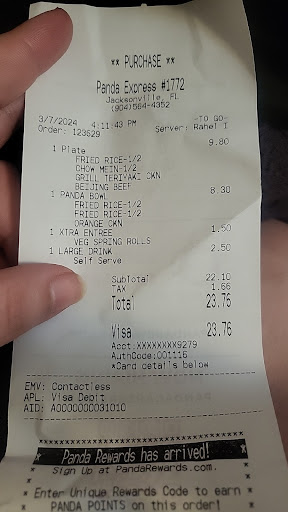 ** PURCHASE **
Panda Express #1772
Jacksonville, FL
(904)564-4352
3/7/2024 4:11:43 PM -TO GO-
Order: 123629 Server: Rahel T
1 Plate 9.80
FRIED RICE-1/2
CHOW MEIN-1/2
GRILL TERIYAKI CKN
BEIJING BEEF
1 PANDA BOWL 8.30
FRIED RICE-1/2
FRIED RICE-1/2
ORANGE CKN
1 XTRA ENTREE 1.50
VEG SPRING ROLLS
1 LARGE DRINK 2.50
Self Serve
SubTotal 22.10
TAX 1.66
Total 23.76
Visa 23.76
Acct:XXXXXXXX9279
AuthCode:001116
*Card details below
EMV: Contactless
APL: Visa Debit
AID: A0000000031010
Panda Rewards has arrived!
* Sign Up at PandaRewards.com. *
* Enter Unique Rewards Code to earn *
* PANDA POINTS on this order! *